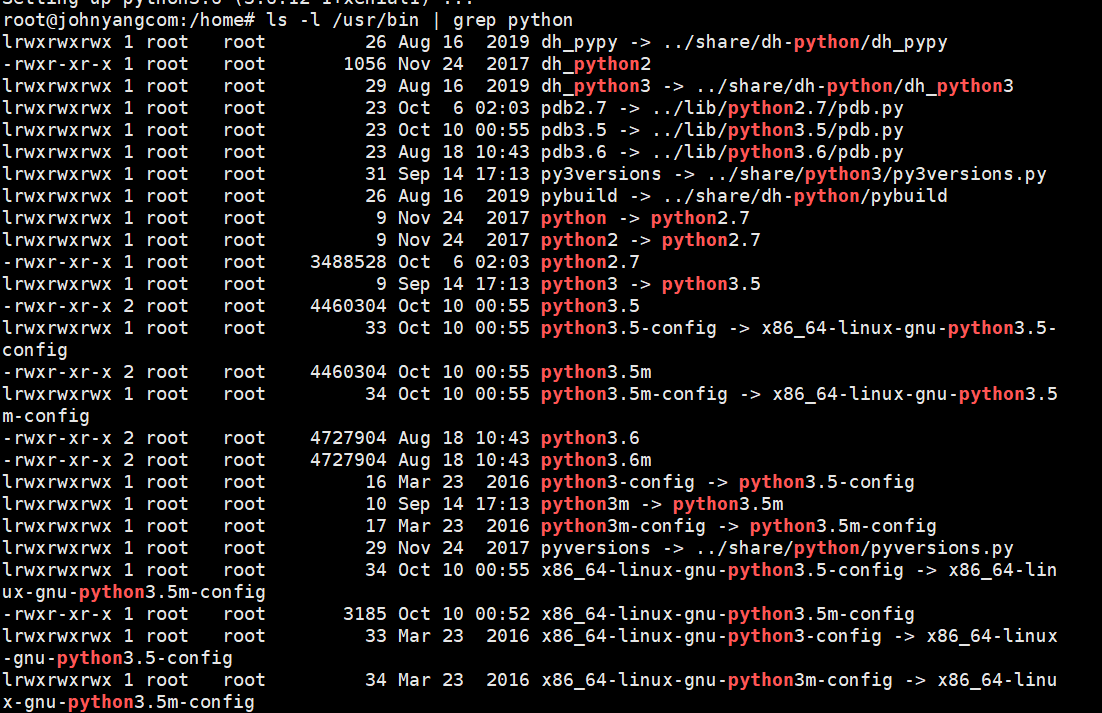 Setting up python3.6 (3.6.12-1+xenial1) ...
root@johnyangcom:/home# ls -l /usr/bin | grep python
lrwxrwxrwx 1 root   root         26 Aug 16  2019 dh_pypy -> ../share/dh-python/dh_pypy
-rwxr-xr-x 1 root   root       1056 Nov 24  2017 dh_python2
lrwxrwxrwx 1 root   root         29 Aug 16  2019 dh_python3 -> ../share/dh-python/dh_python3
lrwxrwxrwx 1 root   root         23 Oct  6 02:03 pdb2.7 -> ../lib/python2.7/pdb.py
lrwxrwxrwx 1 root   root         23 Oct 10 00:55 pdb3.5 -> ../lib/python3.5/pdb.py
lrwxrwxrwx 1 root   root         23 Aug 18 10:43 pdb3.6 -> ../lib/python3.6/pdb.py
lrwxrwxrwx 1 root   root         31 Sep 14 17:13 py3versions -> ../share/python3/py3versions.py
lrwxrwxrwx 1 root   root         26 Aug 16  2019 pybuild -> ../share/dh-python/pybuild
lrwxrwxrwx 1 root   root          9 Nov 24  2017 python -> python2.7
lrwxrwxrwx 1 root   root          9 Nov 24  2017 python2 -> python2.7
-rwxr-xr-x 1 root   root    3488528 Oct  6 02:03 python2.7
lrwxrwxrwx 1 root   root          9 Sep 14 17:13 python3 -> python3.5
-rwxr-xr-x 2 root   root    4460304 Oct 10 00:55 python3.5
lrwxrwxrwx 1 root   root         33 Oct 10 00:55 python3.5-config -> x86_64-linux-gnu-python3.5-
config
-rwxr-xr-x 2 root   root    4460304 Oct 10 00:55 python3.5m
lrwxrwxrwx 1 root   root         34 Oct 10 00:55 python3.5m-config -> x86_64-linux-gnu-python3.5
m-config
-rwxr-xr-x 2 root   root    4727904 Aug 18 10:43 python3.6
-rwxr-xr-x 2 root   root    4727904 Aug 18 10:43 python3.6m
lrwxrwxrwx 1 root   root         16 Mar 23  2016 python3-config -> python3.5-config
lrwxrwxrwx 1 root   root         10 Sep 14 17:13 python3m -> python3.5m
lrwxrwxrwx 1 root   root         17 Mar 23  2016 python3m-config -> python3.5m-config
lrwxrwxrwx 1 root   root         29 Nov 24  2017 pyversions -> ../share/python/pyversions.py
lrwxrwxrwx 1 root   root         34 Oct 10 00:55 x86_64-linux-gnu-python3.5-config -> x86_64-lin
ux-gnu-python3.5m-config
-rwxr-xr-x 1 root   root       3185 Oct 10 00:52 x86_64-linux-gnu-python3.5m-config
lrwxrwxrwx 1 root   root         33 Mar 23  2016 x86_64-linux-gnu-python3-config -> x86_64-linux
-gnu-python3.5-config
lrwxrwxrwx 1 root   root         34 Mar 23  2016 x86_64-linux-gnu-python3m-config -> x86_64-linu
x-gnu-python3.5m-config